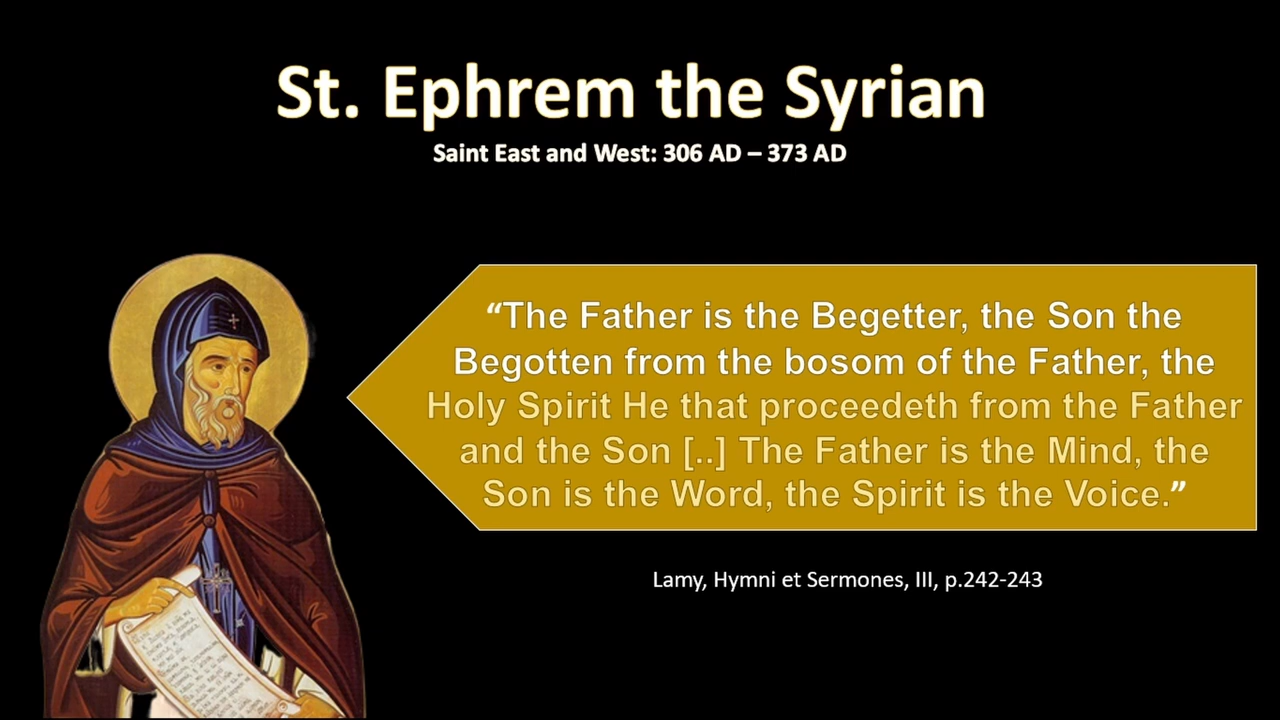 St. Ephrem the Syrian
Saint East and West: 306 AD – 373 AD
“The Father is the Begetter, the Son the
Begotten from the bosom of the Father, the
Holy Spirit He that proceedeth from the Father
and the Son [..] The Father is the Mind, the
Son is the Word, the Spirit is the Voice.”
Lamy, Hymni et Sermones, III, p.242-243